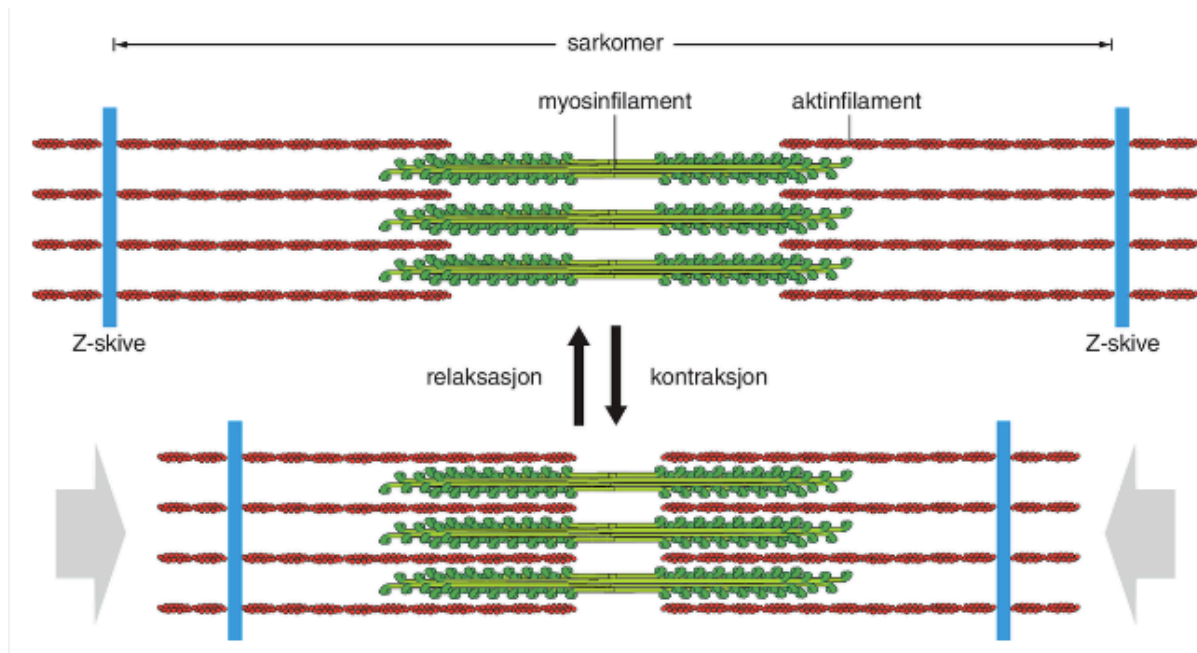 sarkomer
myosinfilament
aktinfilament
Z-skive
Z-skive
relaksasjon
kontraksjon